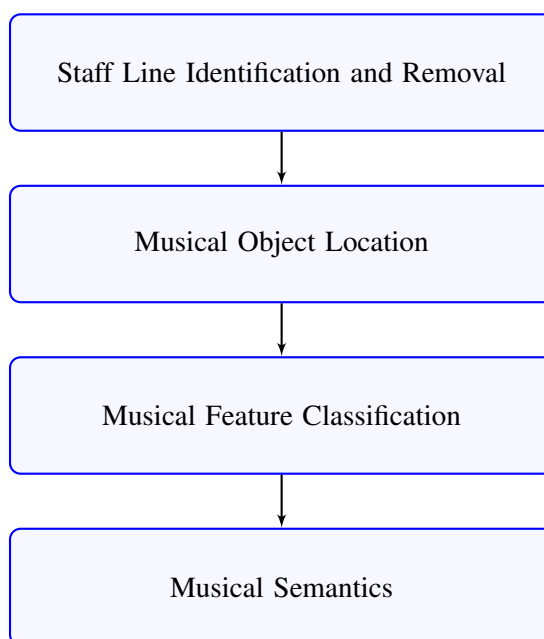 Staff Line Identification and Removal
Musical Object Location
Musical Feature Classification
Musical Semantics